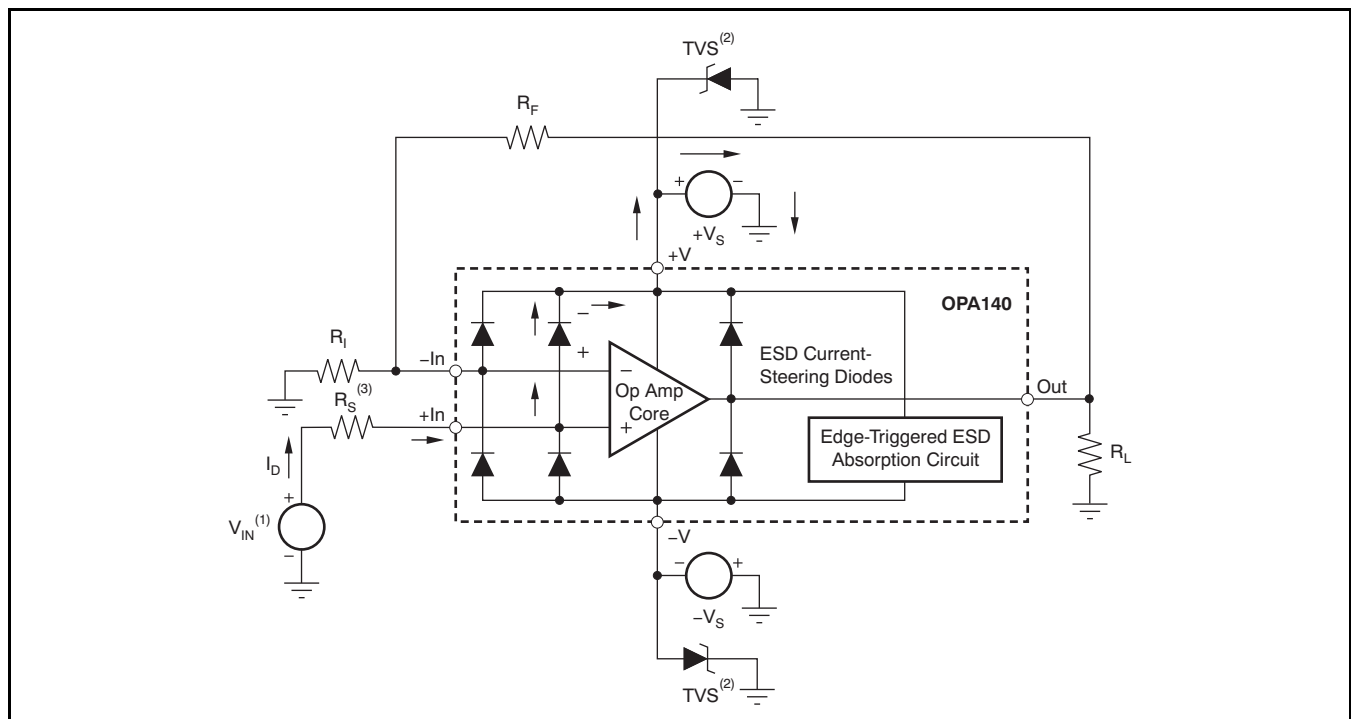 TVS(2)
RF
+ −
+VS
+V
OPA140
−
RI
−In
+
ESD Current-
Steering Diodes
−
Op Amp
Core
+
Out
RS(3)
+In
Edge-Triggered ESD
Absorption Circuit
RL
ID
+
VIN(1)
−
−V
− +
−VS
TVS(2)